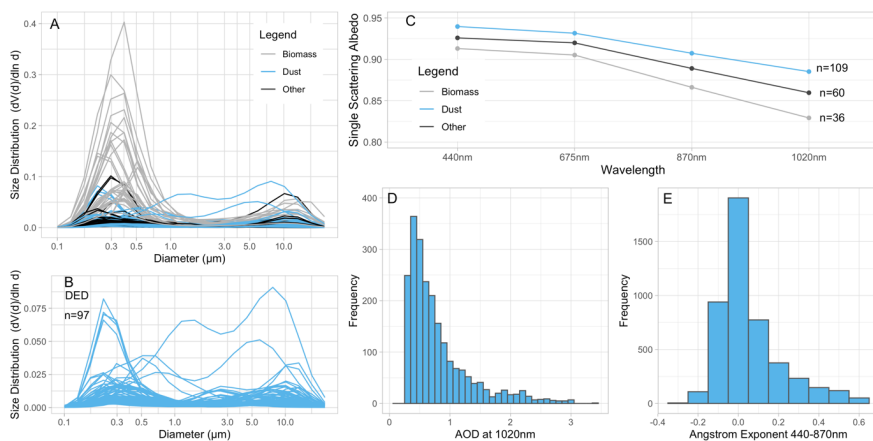 A
Legend
Biomass
Dust
Other
Size Distribution (dV(d)/dln d)
0.4
0.3
0.2
0.1
0.0
0.1 0.3 0.5 1.0 3.0 5.0 10.0
Diameter (µm)
B
DED
n=97
Size Distribution (dV(d)/dln d)
0.075
0.050
0.025
0.000
0.1 0.3 0.5 1.0 3.0 5.0 10.0
Diameter (µm)
C
Single Scattering Albedo
0.95
0.90
0.85
0.80
Legend
Biomass
Dust
Other
n=109
n=60
n=36
440nm 675nm 870nm 1020nm
Wavelength
D
Frequency
400
300
200
100
0
0 1 2 3
AOD at 1020nm
E
Frequency
1500
1000
500
0
-0.4 -0.2 0.0 0.2 0.4 0.6
Angstrom Exponent 440-870nm